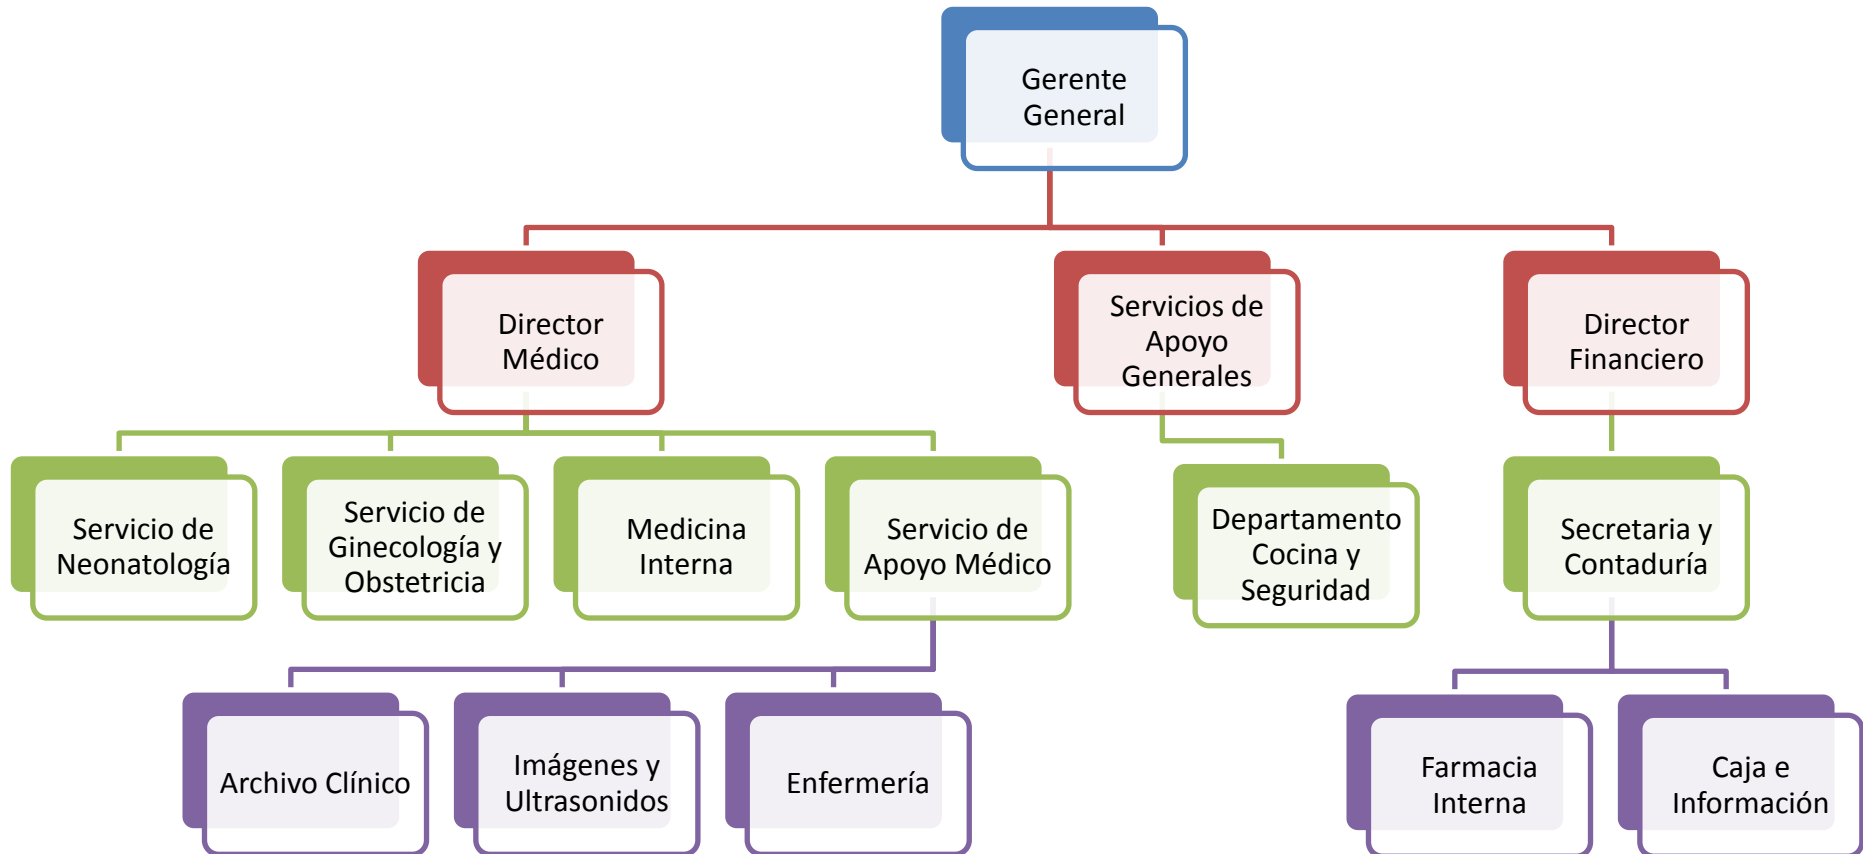 Gerente
General
Director
Médico
Servicios de
Apoyo
Generales
Director
Financiero
Servicio de
Neonatología
Servicio de
Ginecología y
Obstetricia
Medicina
Interna
Servicio de
Apoyo Médico
Departamento
Cocina y
Seguridad
Secretaria y
Contaduría
Archivo Clínico
Imágenes y
Ultrasonidos
Enfermería
Farmacia
Interna
Caja e
Información